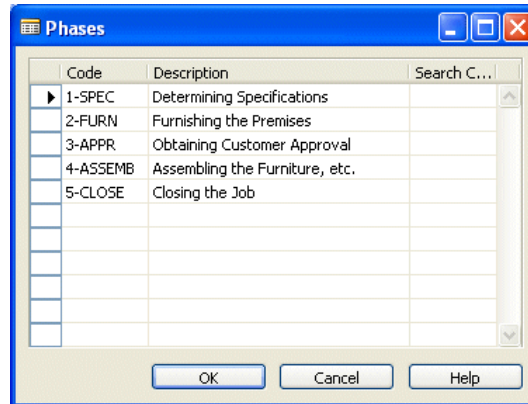 Phases
Code Description Search C...
1-SPEC Determining Specifications
2-FURN Furnishing the Premises
3-APPR Obtaining Customer Approval
4-ASSEMB Assembling the Furniture, etc.
5-CLOSE Closing the Job
OK Cancel Help